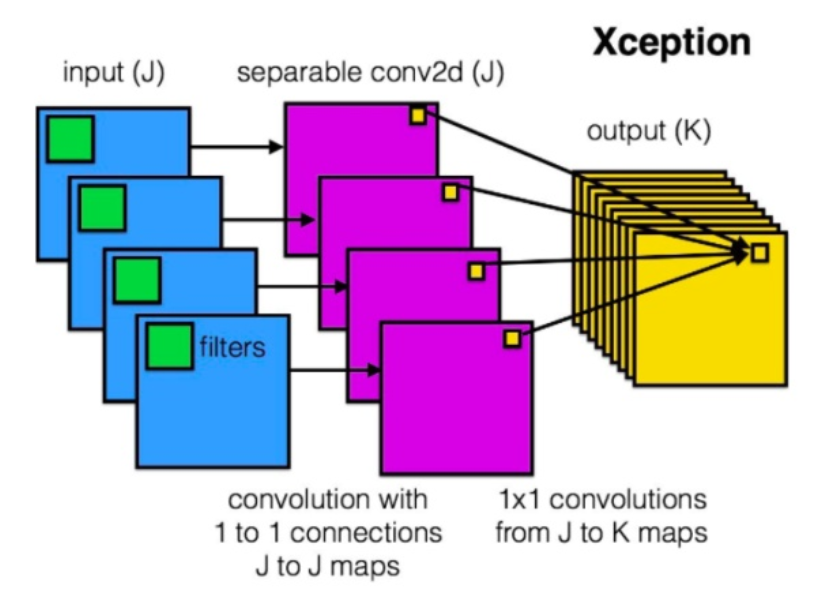 Xception
input (J)
separable conv2d (J)
output (K)
filters
convolution with
1 to 1 connections
J to J maps
1x1 convolutions
from J to K maps